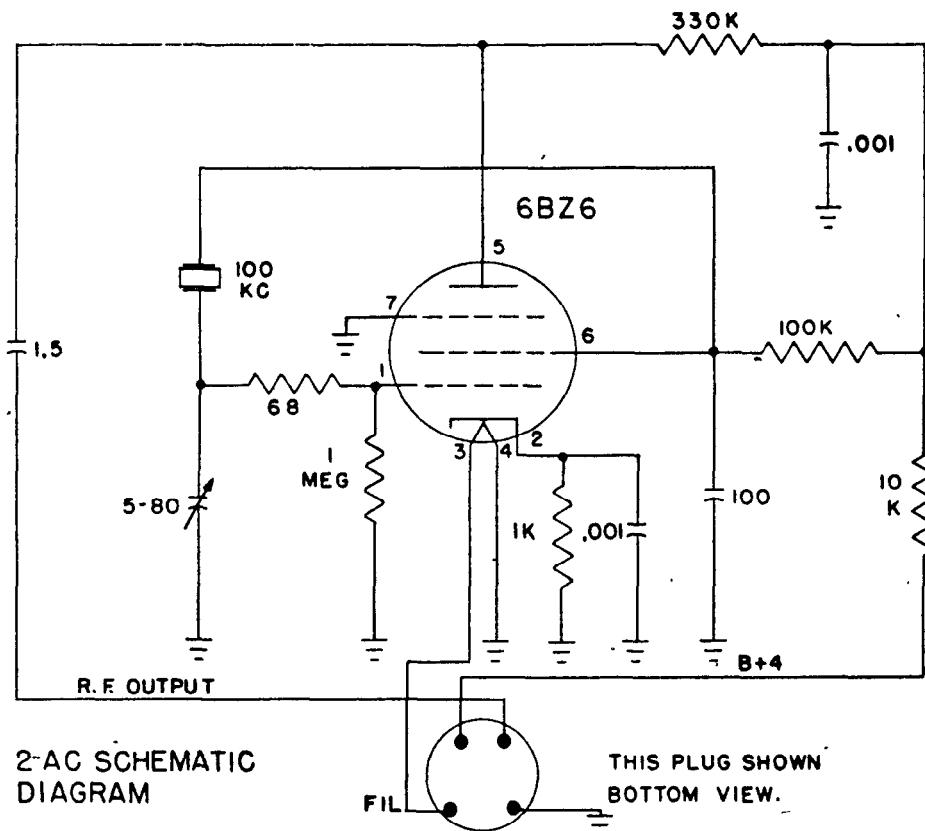 330K
.001
6BZ6
5
100
KC
7
6
100K
1.5
1
68
2
3
4
1
MEG
5-80
1K
.001
100
10
K
B+4
R.F. OUTPUT
2-AC SCHEMATIC
DIAGRAM
THIS PLUG SHOWN
BOTTOM VIEW.
FIL